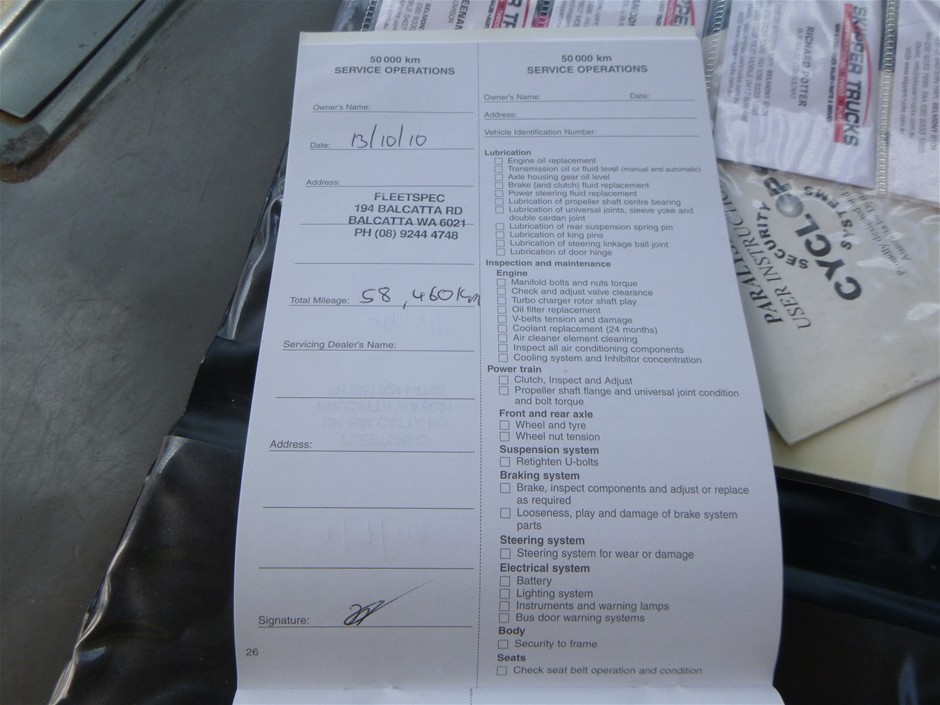 50 000 km
SERVICE OPERATIONS
Owner's Name:
Date: 13/10/10
Address:
FLEETSPEC
194 BALCATTA RD
BALCATTA WA 6021
PH (08) 9244 4748
Total Mileage: 58,460 km
Servicing Dealer's Name:
Address:
Signature:
26
50 000 km
SERVICE OPERATIONS
Owner's Name: Date:
Address:
Vehicle Identification Number:
Lubrication
Engine oil replacement
Transmission oil or fluid level (manual and automatic)
Axle housing gear oil level
Brake (and clutch) fluid replacement
Power steering fluid replacement
Lubrication of propeller shaft centre bearing
Lubrication of universal joints, sleeve yoke and
double cardan joint
Lubrication of rear suspension spring pin
Lubrication of king pins
Lubrication of steering linkage ball joint
Lubrication of door hinge
Inspection and maintenance
Engine
Manifold bolts and nuts torque
Check and adjust valve clearance
Turbo charger rotor shaft play
Oil filter replacement
V-belts tension and damage
Coolant replacement (24 months)
Air cleaner element cleaning
Inspect all air conditioning components
Cooling system and Inhibitor concentration
Power train
Clutch, Inspect and Adjust
Propeller shaft flange and universal joint condition
and bolt torque
Front and rear axle
Wheel and tyre
Wheel nut tension
Suspension system
Retighten U-bolts
Braking system
Brake, inspect components and adjust or replace
as required
Looseness, play and damage of brake system
parts
Steering system
Steering system for wear or damage
Electrical system
Battery
Lighting system
Instruments and warning lamps
Bus door warning systems
Body
Security to frame
Seats
Check seat belt operation and condition
SKIPPER TRUCKS
RICHARD POTTER
SECURITY
SYSTEMS
USER